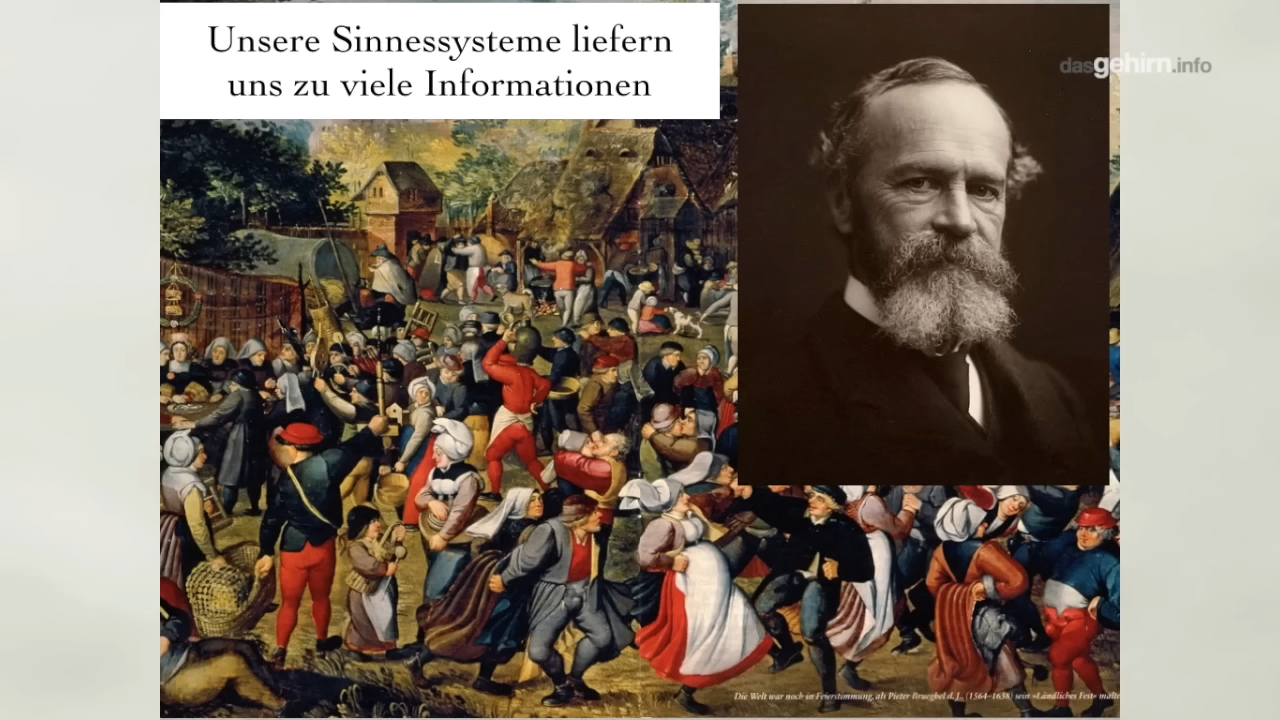 Unsere Sinnessysteme liefern
uns zu viele Informationen
dasgehirn.info
Die Welt war noch in Feierstimmung, als Pieter Brueghel d. J. (1564–1638) sein »Ländliches Fest« malte